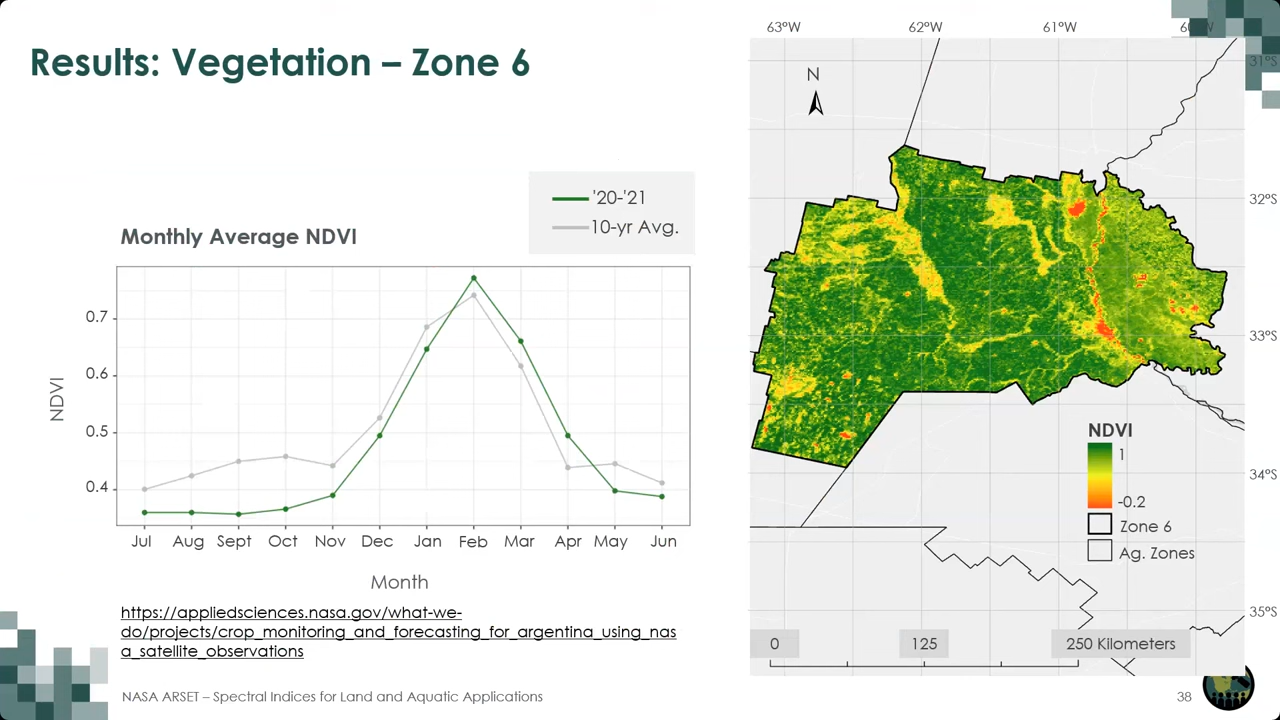 Results: Vegetation – Zone 6
'20-'21
10-yr Avg.
Monthly Average NDVI
0.7
0.6
0.5
0.4
NDVI
Jul Aug Sept Oct Nov Dec Jan Feb Mar Apr May Jun
Month
https://appliedsciences.nasa.gov/what-we-
do/projects/crop_monitoring_and_forecasting_for_argentina_using_nas
a_satellite_observations
63°W 62°W 61°W
31°S
N
32°S
33°S
34°S
35°S
NDVI
1
-0.2
Zone 6
Ag. Zones
0 125 250 Kilometers
NASA ARSET – Spectral Indices for Land and Aquatic Applications
38